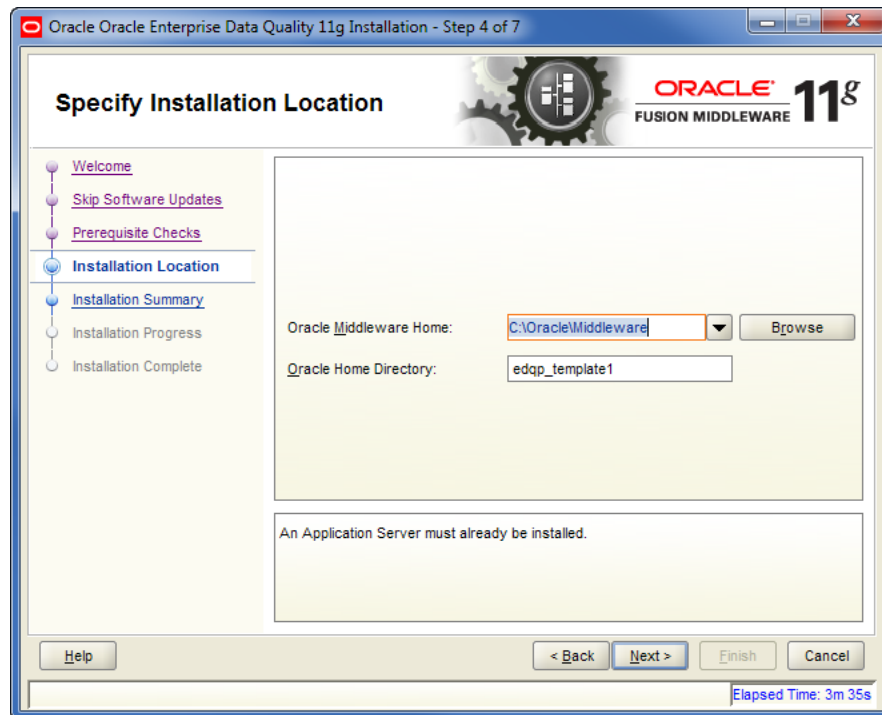 Oracle Oracle Enterprise Data Quality 11g Installation - Step 4 of 7
Specify Installation Location
ORACLE
FUSION MIDDLEWARE 11g
Welcome
Skip Software Updates
Prerequisite Checks
Installation Location
Installation Summary
Installation Progress
Installation Complete
Oracle Middleware Home: C:\Oracle\Middleware Browse
Oracle Home Directory: edqp_template1
An Application Server must already be installed.
Help < Back Next > Finish Cancel
Elapsed Time: 3m 35s